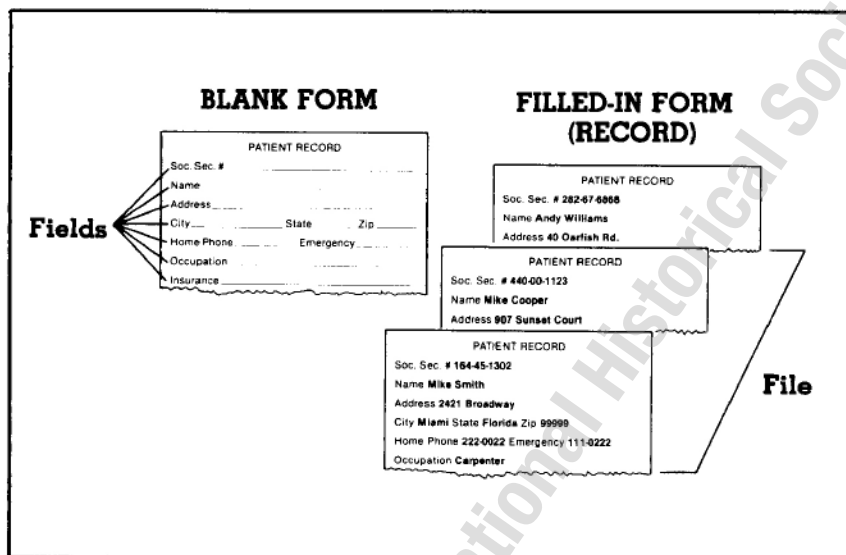 BLANK FORM
PATIENT RECORD
Soc. Sec. #
Name
Address
City State Zip
Home Phone Emergency
Occupation
Insurance
Fields
FILLED-IN FORM
(RECORD)
PATIENT RECORD
Soc. Sec. # 282-67-6868
Name Andy Williams
Address 40 Oarfish Rd.
PATIENT RECORD
Soc. Sec. # 440-00-1123
Name Mike Cooper
Address 907 Sunset Court
PATIENT RECORD
Soc. Sec. # 164-45-1302
Name Mike Smith
Address 2421 Broadway
City Miami State Florida Zip 99999
Home Phone 222-0022 Emergency 111-0222
Occupation Carpenter
File
Historical Soci